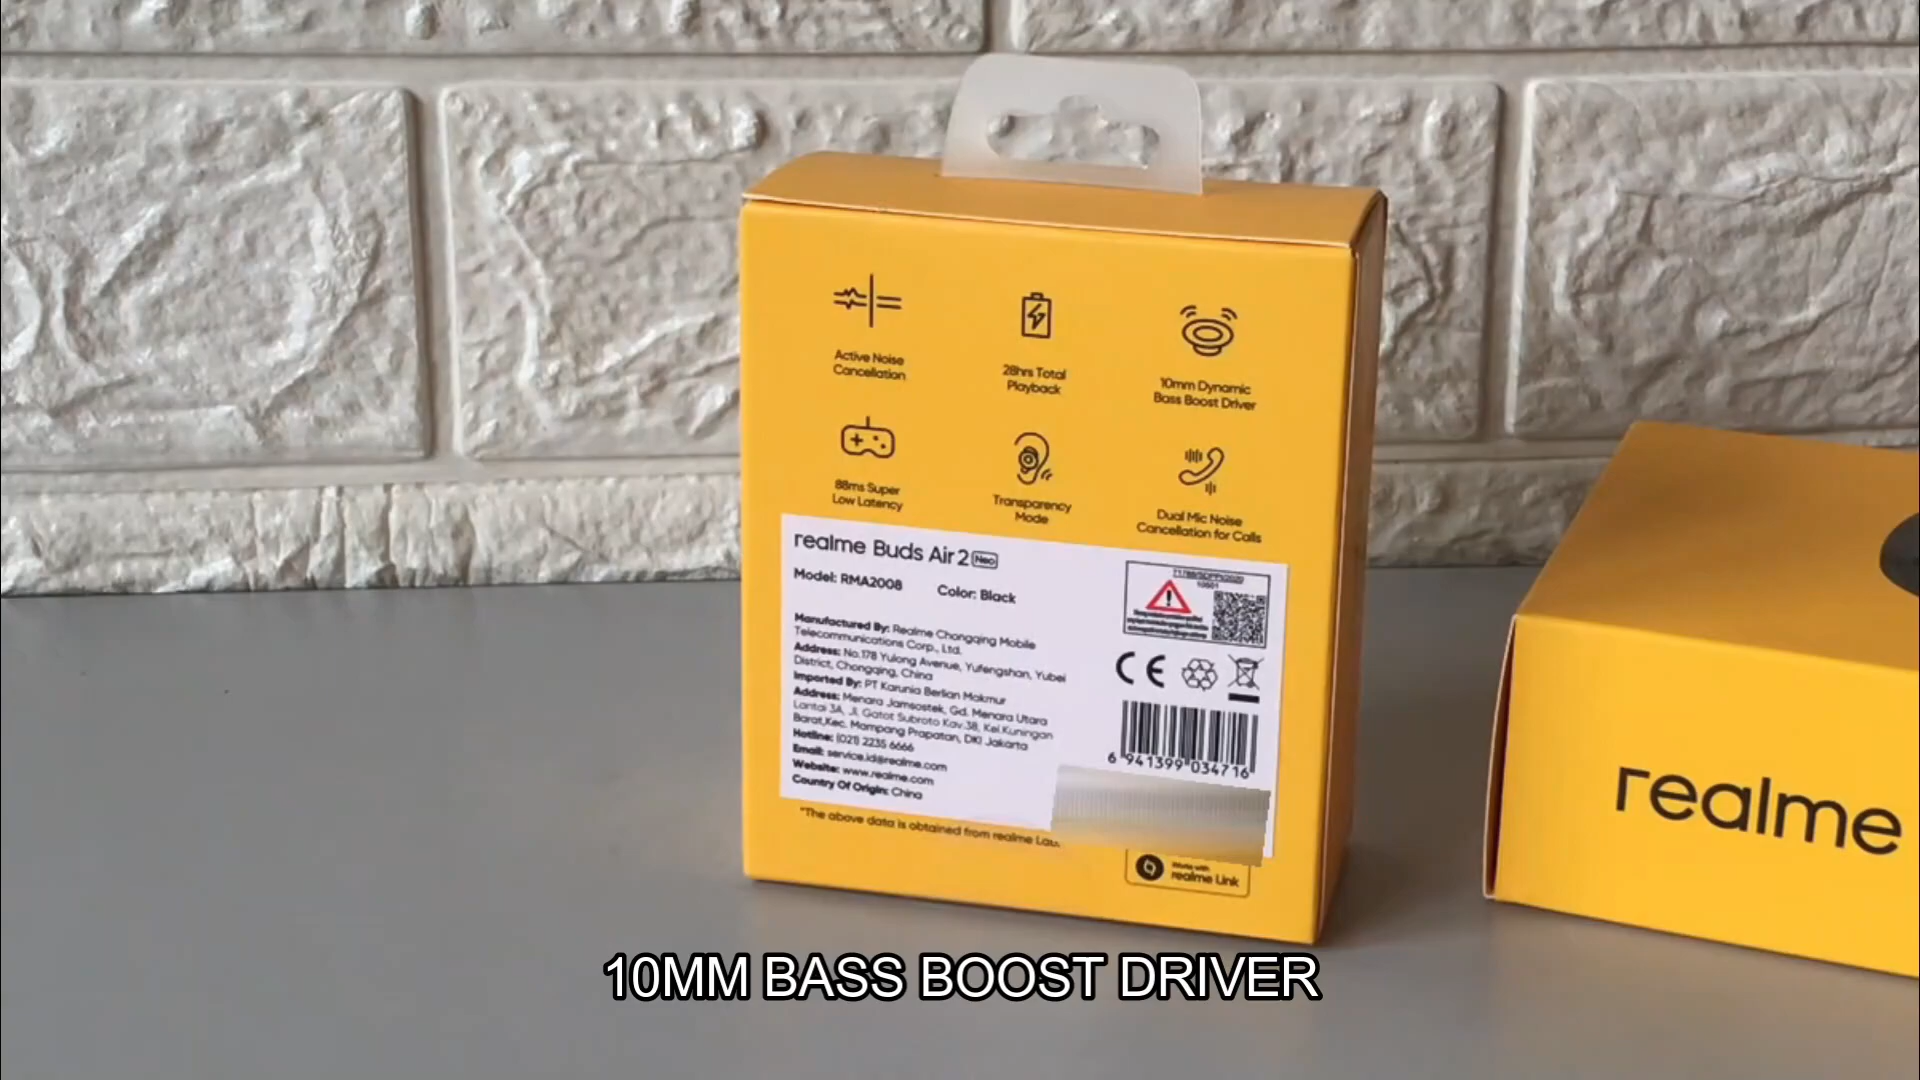 Active Noise
Cancellation
28hrs Total
Playback
10mm Dynamic
Bass Boost Driver
88ms Super
Low Latency
Transparency
Mode
Dual Mic Noise
Cancellation for Calls
realme Buds Air 2 Neo
Model: RMA2008 Color: Black
Manufactured By: Realme Chongqing Mobile
Telecommunications Corp., Ltd.
Address: No.178 Yulong Avenue, Yufengshan, Yubei
District, Chongqing, China
Imported By: PT Karunia Berlian Makmur
Address: Menara Jamsostek, Gd. Menara Utara
Lantai 3A, Jl. Gatot Subroto Kav.38, Kel.Kuningan
Barat,Kec. Mampang Prapatan, DKI Jakarta
Hotline: (021) 2235 6666
Email: service.id@realme.com
Website: www.realme.com
Country Of Origin: China
CE
6 941399 034716
*The above data is obtained from realme
Works with
realme Link
realme
10MM BASS BOOST DRIVER